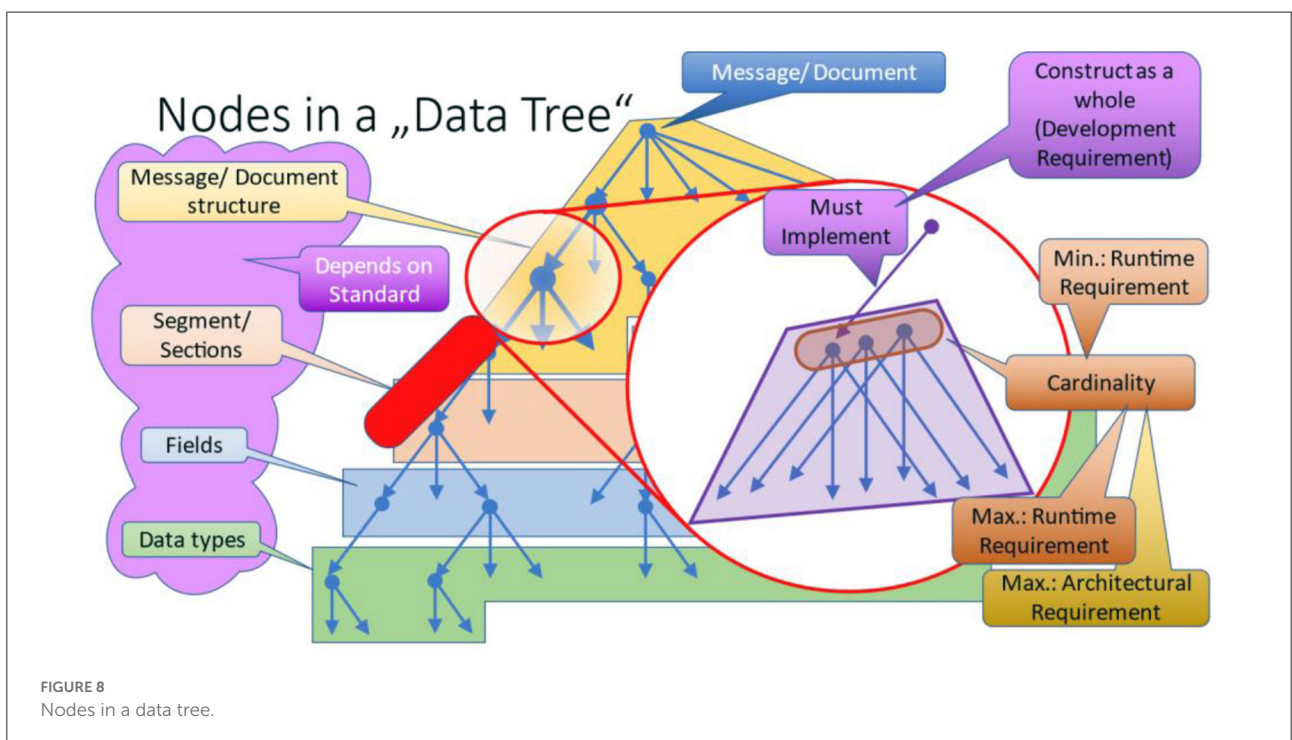 Nodes in a „Data Tree“
Message/ Document
Construct as a
whole
(Development
Requirement)
Message/ Document
structure
Must
Implement
Depends on
Standard
Min.: Runtime
Requirement
Segment/
Sections
Cardinality
Fields
Max.: Runtime
Requirement
Data types
Max.: Architectural
Requirement
FIGURE 8
Nodes in a data tree.